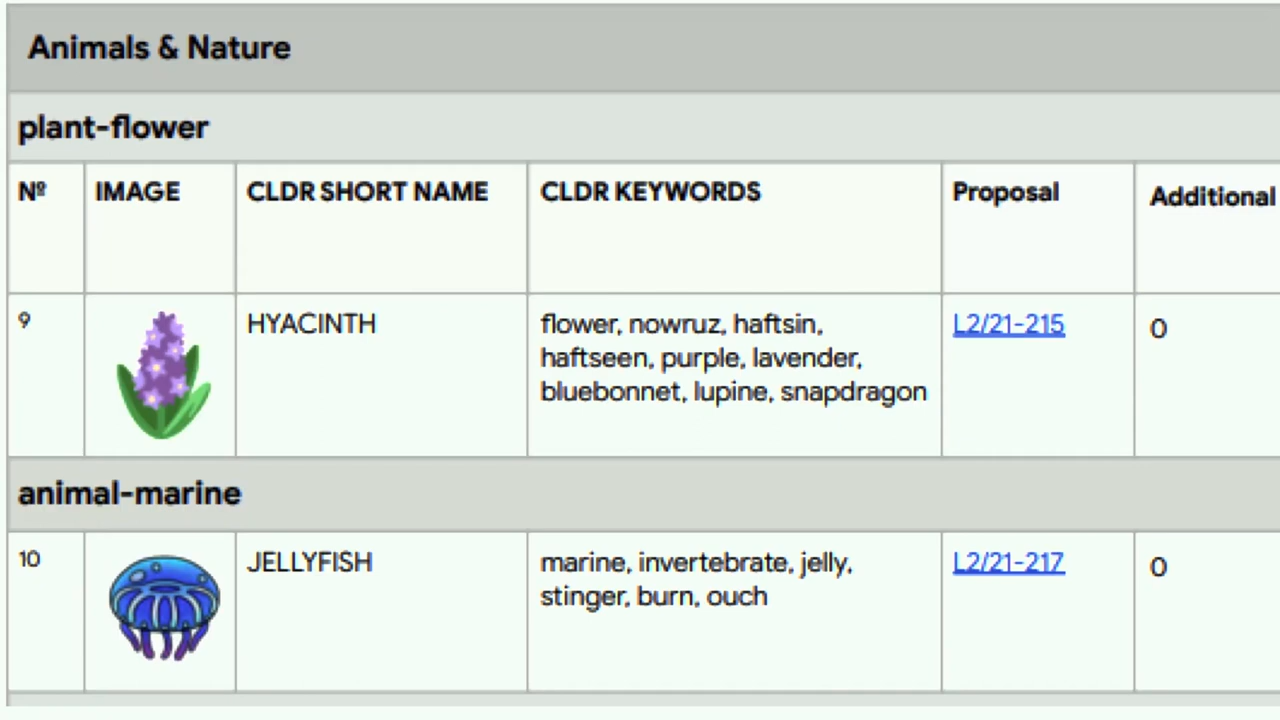 Animals & Nature
plant-flower
Nº IMAGE CLDR SHORT NAME CLDR KEYWORDS Proposal Additional
9 HYACINTH flower, nowruz, haftsin, L2/21-215 0
haftseen, purple, lavender,
bluebonnet, lupine, snapdragon
animal-marine
10 JELLYFISH marine, invertebrate, jelly, L2/21-217 0
stinger, burn, ouch